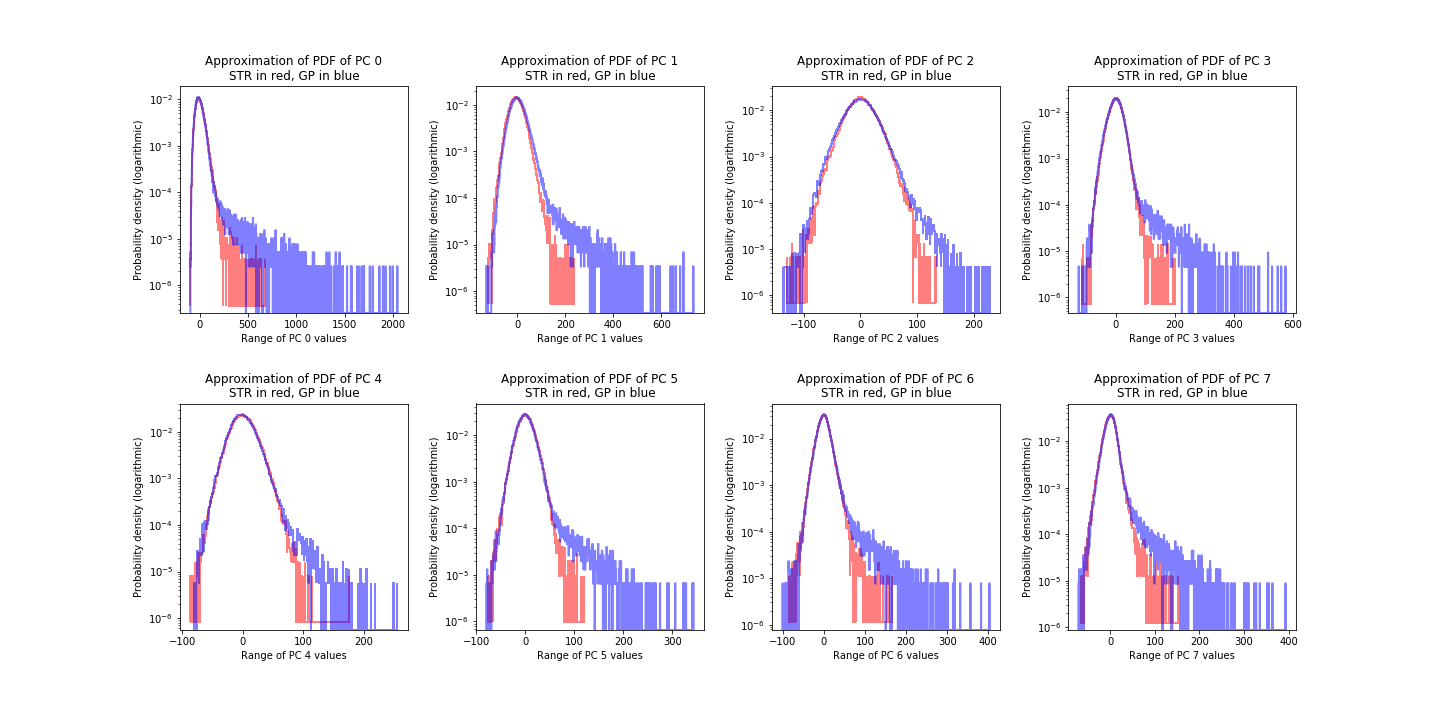 Approximation of PDF of PC 0
STR in red, GP in blue
Probability density (logarithmic)
10⁻²
10⁻³
10⁻⁴
10⁻⁵
10⁻⁶
0 500 1000 1500 2000
Range of PC 0 values
Approximation of PDF of PC 1
STR in red, GP in blue
Probability density (logarithmic)
10⁻²
10⁻³
10⁻⁴
10⁻⁵
10⁻⁶
0 200 400 600
Range of PC 1 values
Approximation of PDF of PC 2
STR in red, GP in blue
Probability density (logarithmic)
10⁻²
10⁻³
10⁻⁴
10⁻⁵
10⁻⁶
−100 0 100 200
Range of PC 2 values
Approximation of PDF of PC 3
STR in red, GP in blue
Probability density (logarithmic)
10⁻²
10⁻³
10⁻⁴
10⁻⁵
10⁻⁶
0 200 400 600
Range of PC 3 values
Approximation of PDF of PC 4
STR in red, GP in blue
Probability density (logarithmic)
10⁻²
10⁻³
10⁻⁴
10⁻⁵
10⁻⁶
−100 0 100 200
Range of PC 4 values
Approximation of PDF of PC 5
STR in red, GP in blue
Probability density (logarithmic)
10⁻²
10⁻³
10⁻⁴
10⁻⁵
10⁻⁶
−100 0 100 200 300
Range of PC 5 values
Approximation of PDF of PC 6
STR in red, GP in blue
Probability density (logarithmic)
10⁻²
10⁻³
10⁻⁴
10⁻⁵
10⁻⁶
−100 0 100 200 300 400
Range of PC 6 values
Approximation of PDF of PC 7
STR in red, GP in blue
Probability density (logarithmic)
10⁻²
10⁻³
10⁻⁴
10⁻⁵
10⁻⁶
0 100 200 300 400
Range of PC 7 values